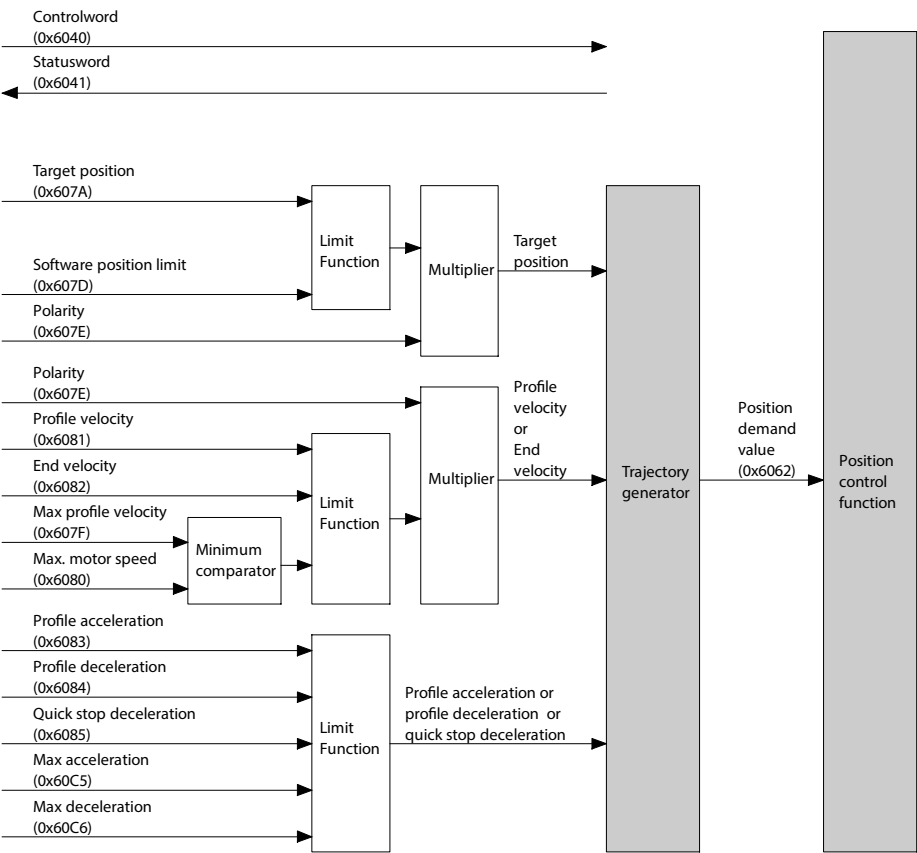 Controlword
(0x6040)
Statusword
(0x6041)
Target position
(0x607A)
Limit
Function
Software position limit
(0x607D)
Polarity
(0x607E)
Multiplier
Target
position
Polarity
(0x607E)
Profile velocity
(0x6081)
End velocity
(0x6082)
Max profile velocity
(0x607F)
Max. motor speed
(0x6080)
Minimum
comparator
Limit
Function
Multiplier
Profile
velocity
or
End
velocity
Trajectory
generator
Position
demand
value
(0x6062)
Position
control
function
Profile acceleration
(0x6083)
Profile deceleration
(0x6084)
Quick stop deceleration
(0x6085)
Max acceleration
(0x60C5)
Max deceleration
(0x60C6)
Limit
Function
Profile acceleration or
profile deceleration or
quick stop deceleration